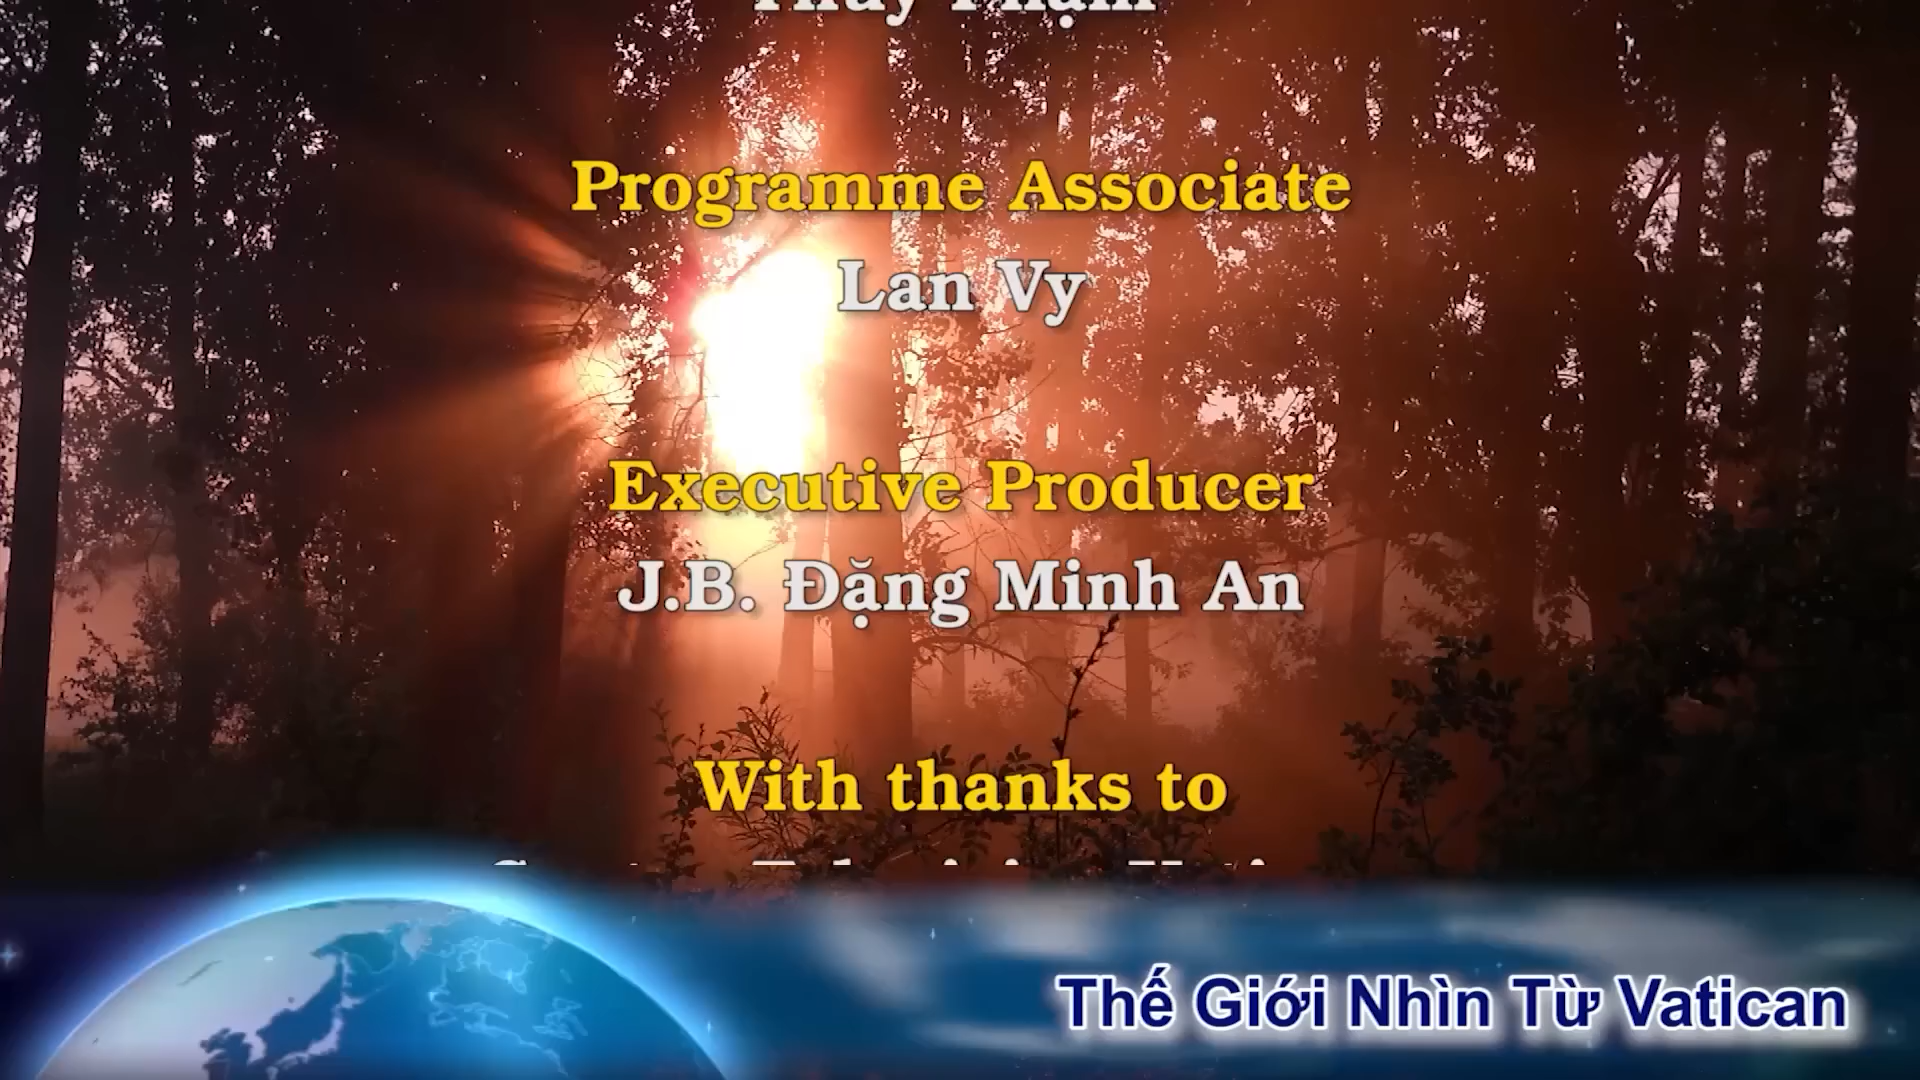 Programme Associate
Lan Vy
Executive Producer
J.B. Đặng Minh An
With thanks to
Thế Giới Nhìn Từ Vatican